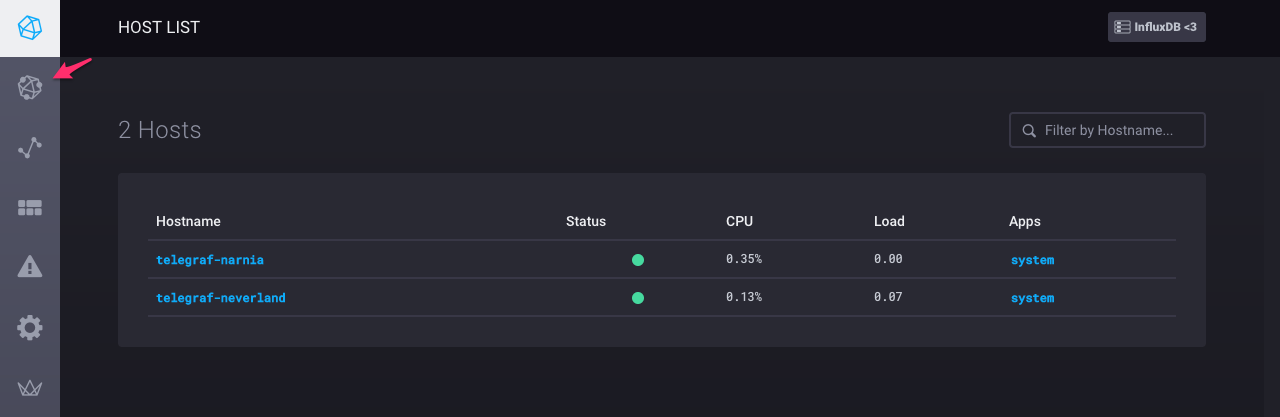 HOST LIST
InfluxDB <3
2 Hosts
Filter by Hostname...
Hostname Status CPU Load Apps
telegraf-narnia 0.35% 0.00 system
telegraf-neverland 0.13% 0.07 system